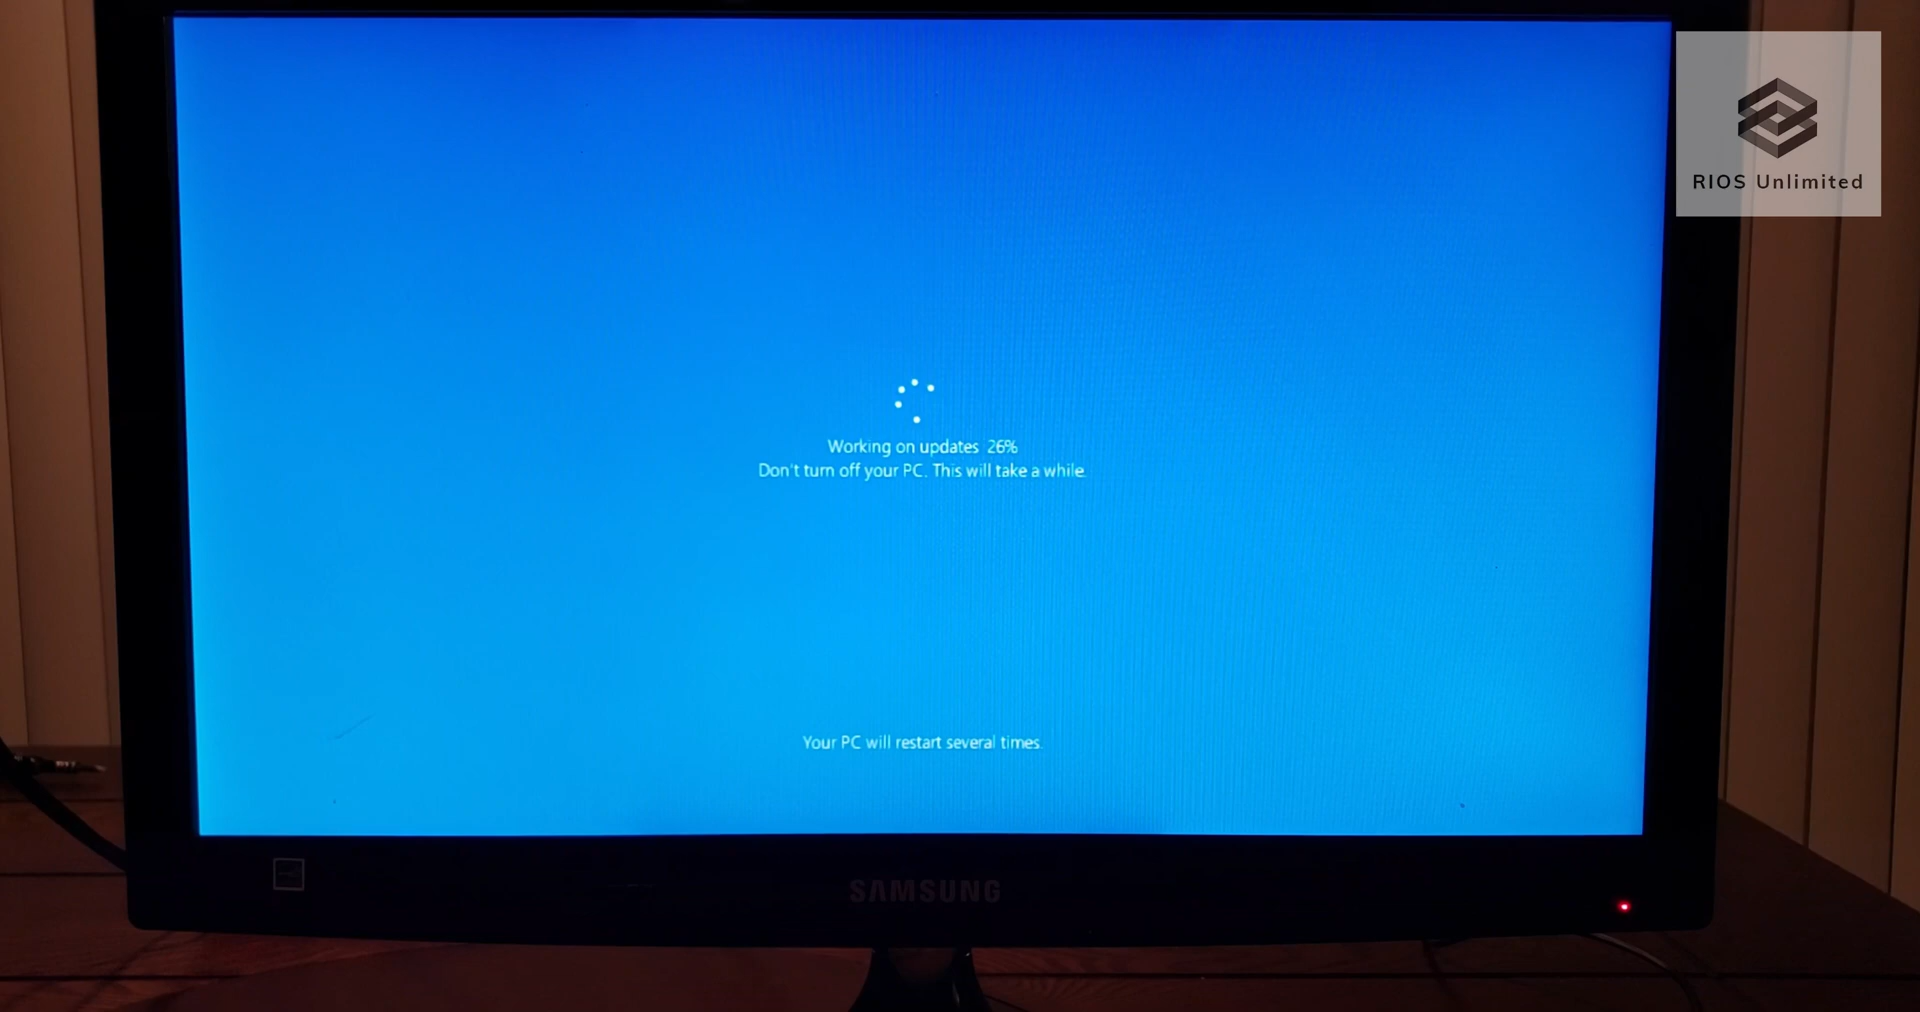 RIOS Unlimited
Working on updates 26%
Don't turn off your PC. This will take a while.
Your PC will restart several times.
SAMSUNG